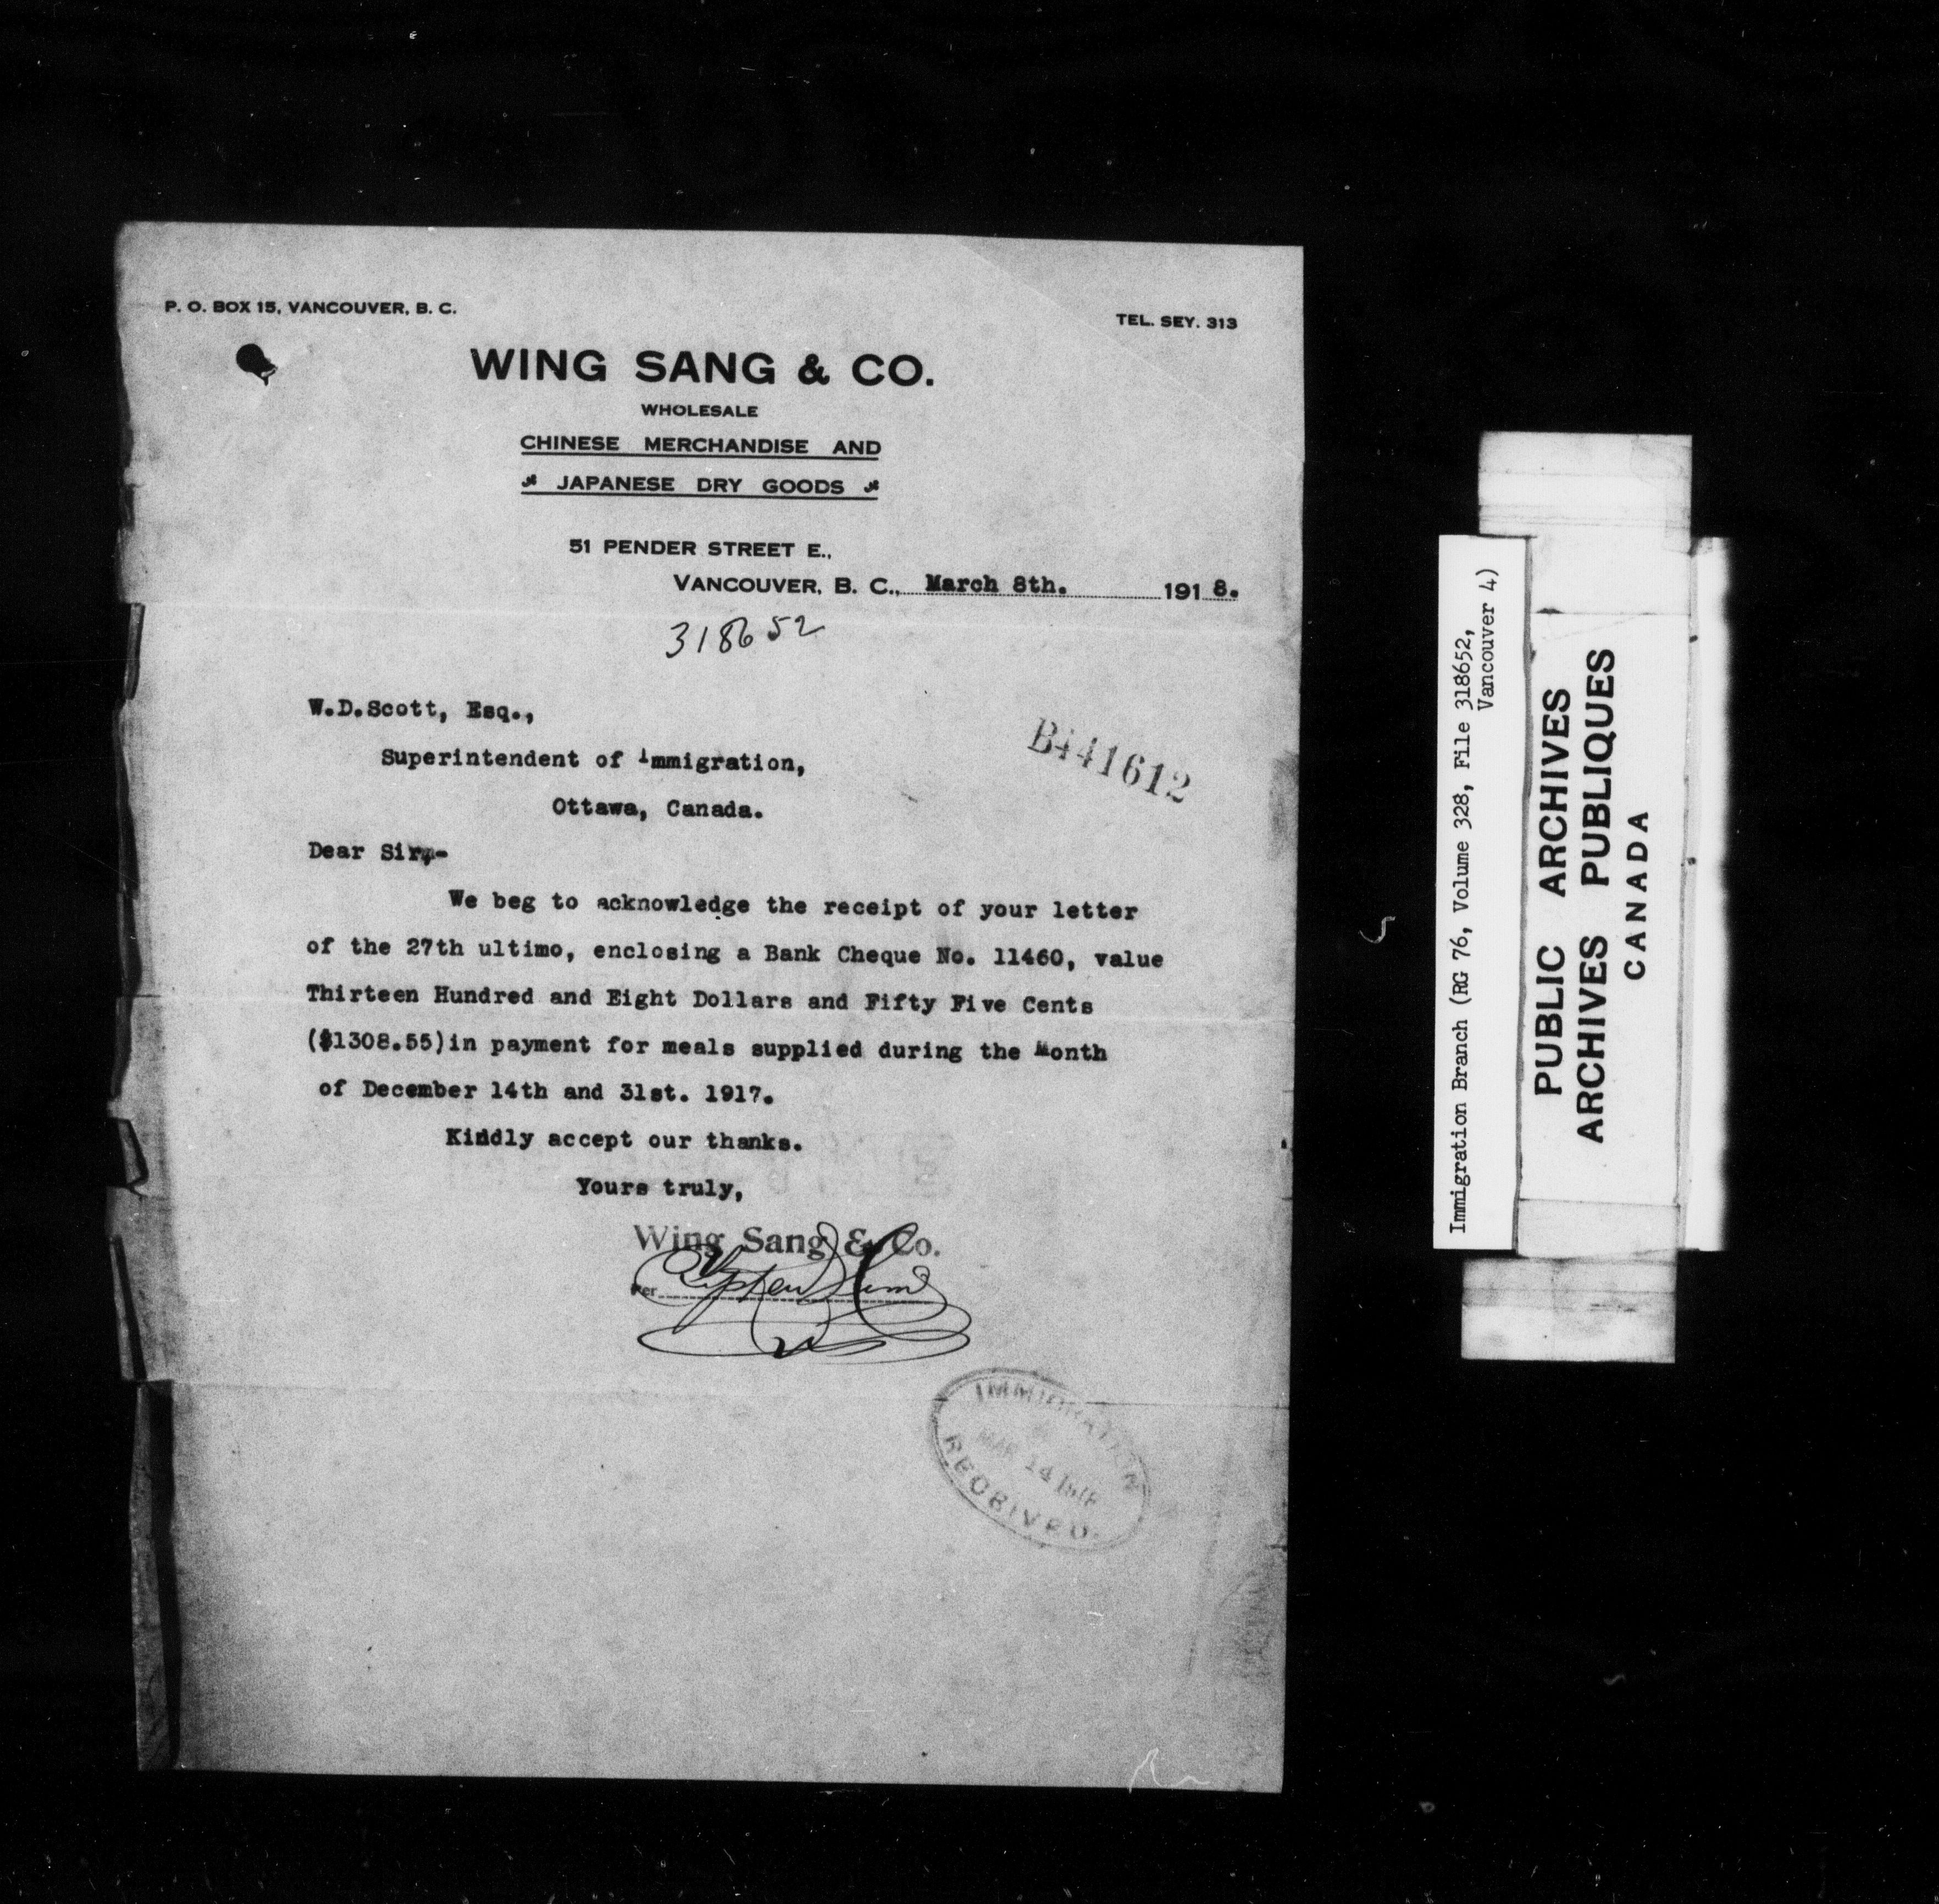 P. O. BOX 15, VANCOUVER, B. C.
TEL. SEY. 313
WING SANG & CO.
WHOLESALE
CHINESE MERCHANDISE AND
JAPANESE DRY GOODS
51 PENDER STREET E.,
VANCOUVER, B. C., March 8th. 1918.
318652
W.D.Scott, Esq.,
Superintendent of Immigration,
B441612
Ottawa, Canada.
Dear Sir,-
We beg to acknowledge the receipt of your letter
of the 27th ultimo, enclosing a Bank Cheque No. 11460, value
Thirteen Hundred and Eight Dollars and Fifty Five Cents
($1308.55)in payment for meals supplied during the Month
of December 14th and 31st. 1917.
Kindly accept our thanks.
Yours truly,
Wing Sang & Co.
Per
IMMIGRATION
MAR 14 1918
RECEIVED.
Immigration Branch (RG 76, Volume 328, File 318652,
Vancouver 4)
PUBLIC ARCHIVES
ARCHIVES PUBLIQUES
CANADA